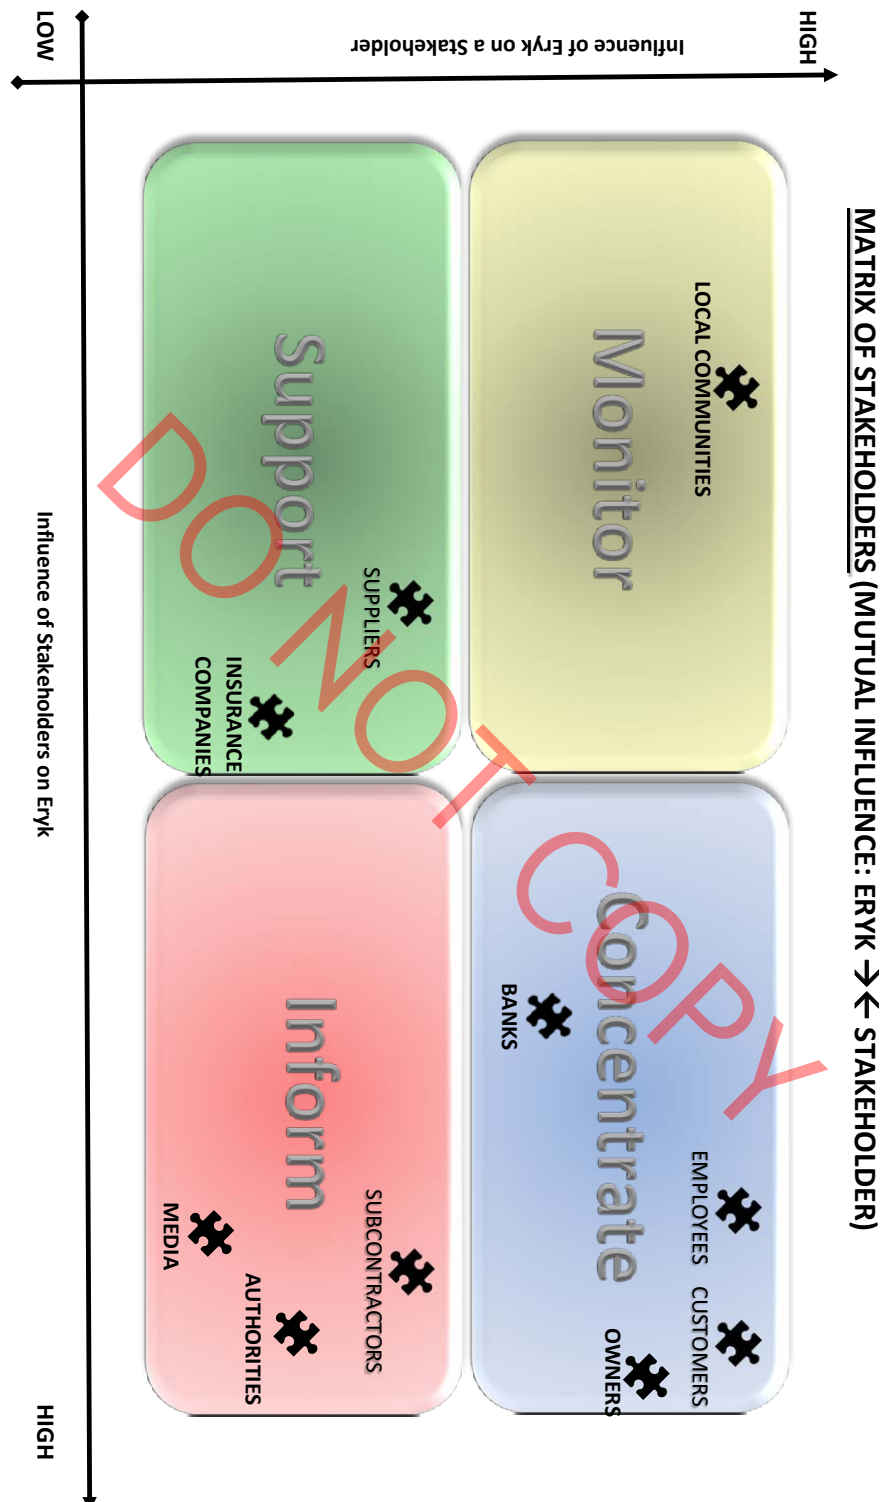 MATRIX OF STAKEHOLDERS (MUTUAL INFLUENCE: ERYK →← STAKEHOLDER)
HIGH
Influence of Eryk on a Stakeholder
LOW
LOCAL COMMUNITIES
Monitor
EMPLOYEES
CUSTOMERS
OWNERS
Concentrate
BANKS
SUPPLIERS
Support
INSURANCE
COMPANIES
SUBCONTRACTORS
Inform
AUTHORITIES
MEDIA
Influence of Stakeholders on Eryk
HIGH
DO NOT COPY